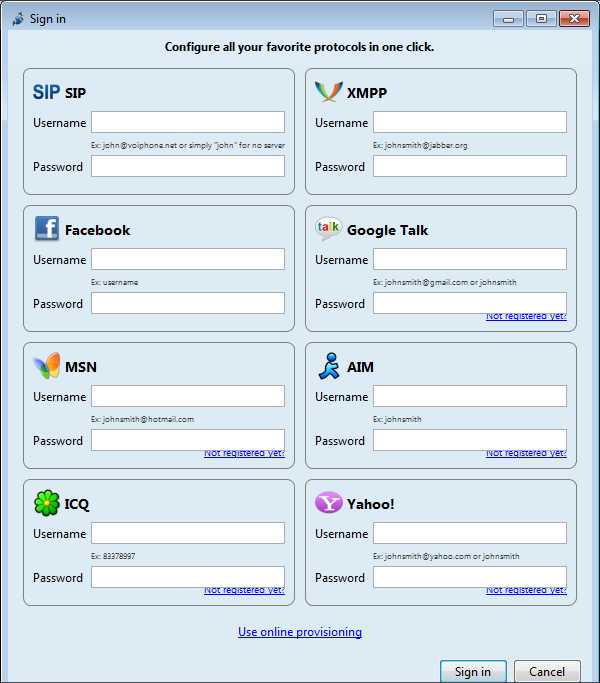 Sign in
Configure all your favorite protocols in one click.
SIP SIP
Username
Ex: john@voiphone.net or simply "john" for no server
Password
XMPP
Username
Ex: johnsmith@jabber.org
Password
Facebook
Username
Ex: username
Password
talk Google Talk
Username
Ex: johnsmith@gmail.com or johnsmith
Password
Not registered yet?
MSN
Username
Ex: johnsmith@hotmail.com
Password
Not registered yet?
AIM
Username
Ex: johnsmith
Password
Not registered yet?
ICQ
Username
Ex: 83378997
Password
Not registered yet?
Yahoo!
Username
Ex: johnsmith@yahoo.com or johnsmith
Password
Not registered yet?
Use online provisioning
Sign in Cancel